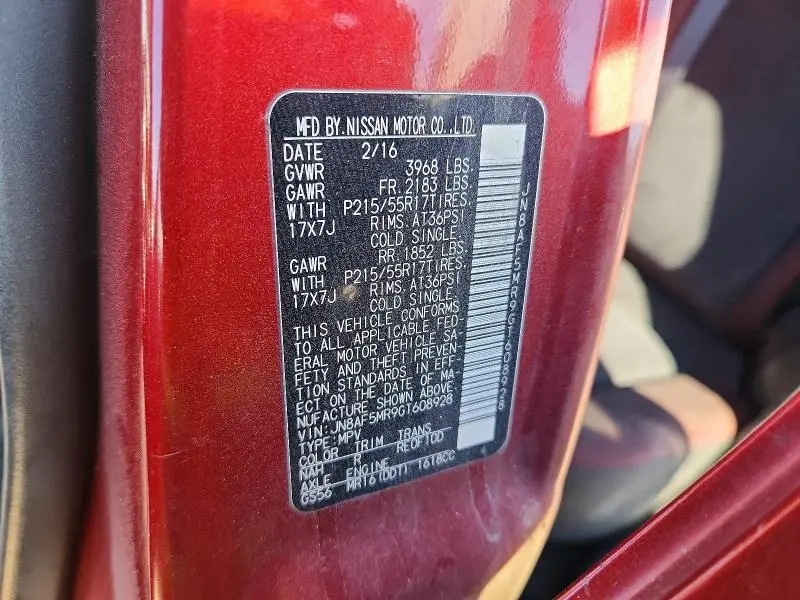 MFD BY.NISSAN MOTOR CO.,LTD.
DATE 2/16
GVWR 3968 LBS.
GAWR FR. 2183 LBS.
WITH P215/55R17TIRES.
17X7J RIMS. AT36PSI
COLD SINGLE.
GAWR RR. 1852 LBS.
WITH P215/55R17TIRES.
17X7J RIMS. AT36PSI
COLD SINGLE.
THIS VEHICLE CONFORMS
TO ALL APPLICABLE FED-
ERAL MOTOR VEHICLE SA-
FETY AND THEFT PREVEN-
TION STANDARDS IN EFF-
ECT ON THE DATE OF MA-
NUFACTURE SHOWN ABOVE.
VIN: JN8AF5MR9GT608928
TYPE: MPV
COLOR TRIM TRANS
NAH R RE0F10D
AXLE ENGINE
GS56 MR16(DDT) 1618CC
JN8AF5MR9GT608928